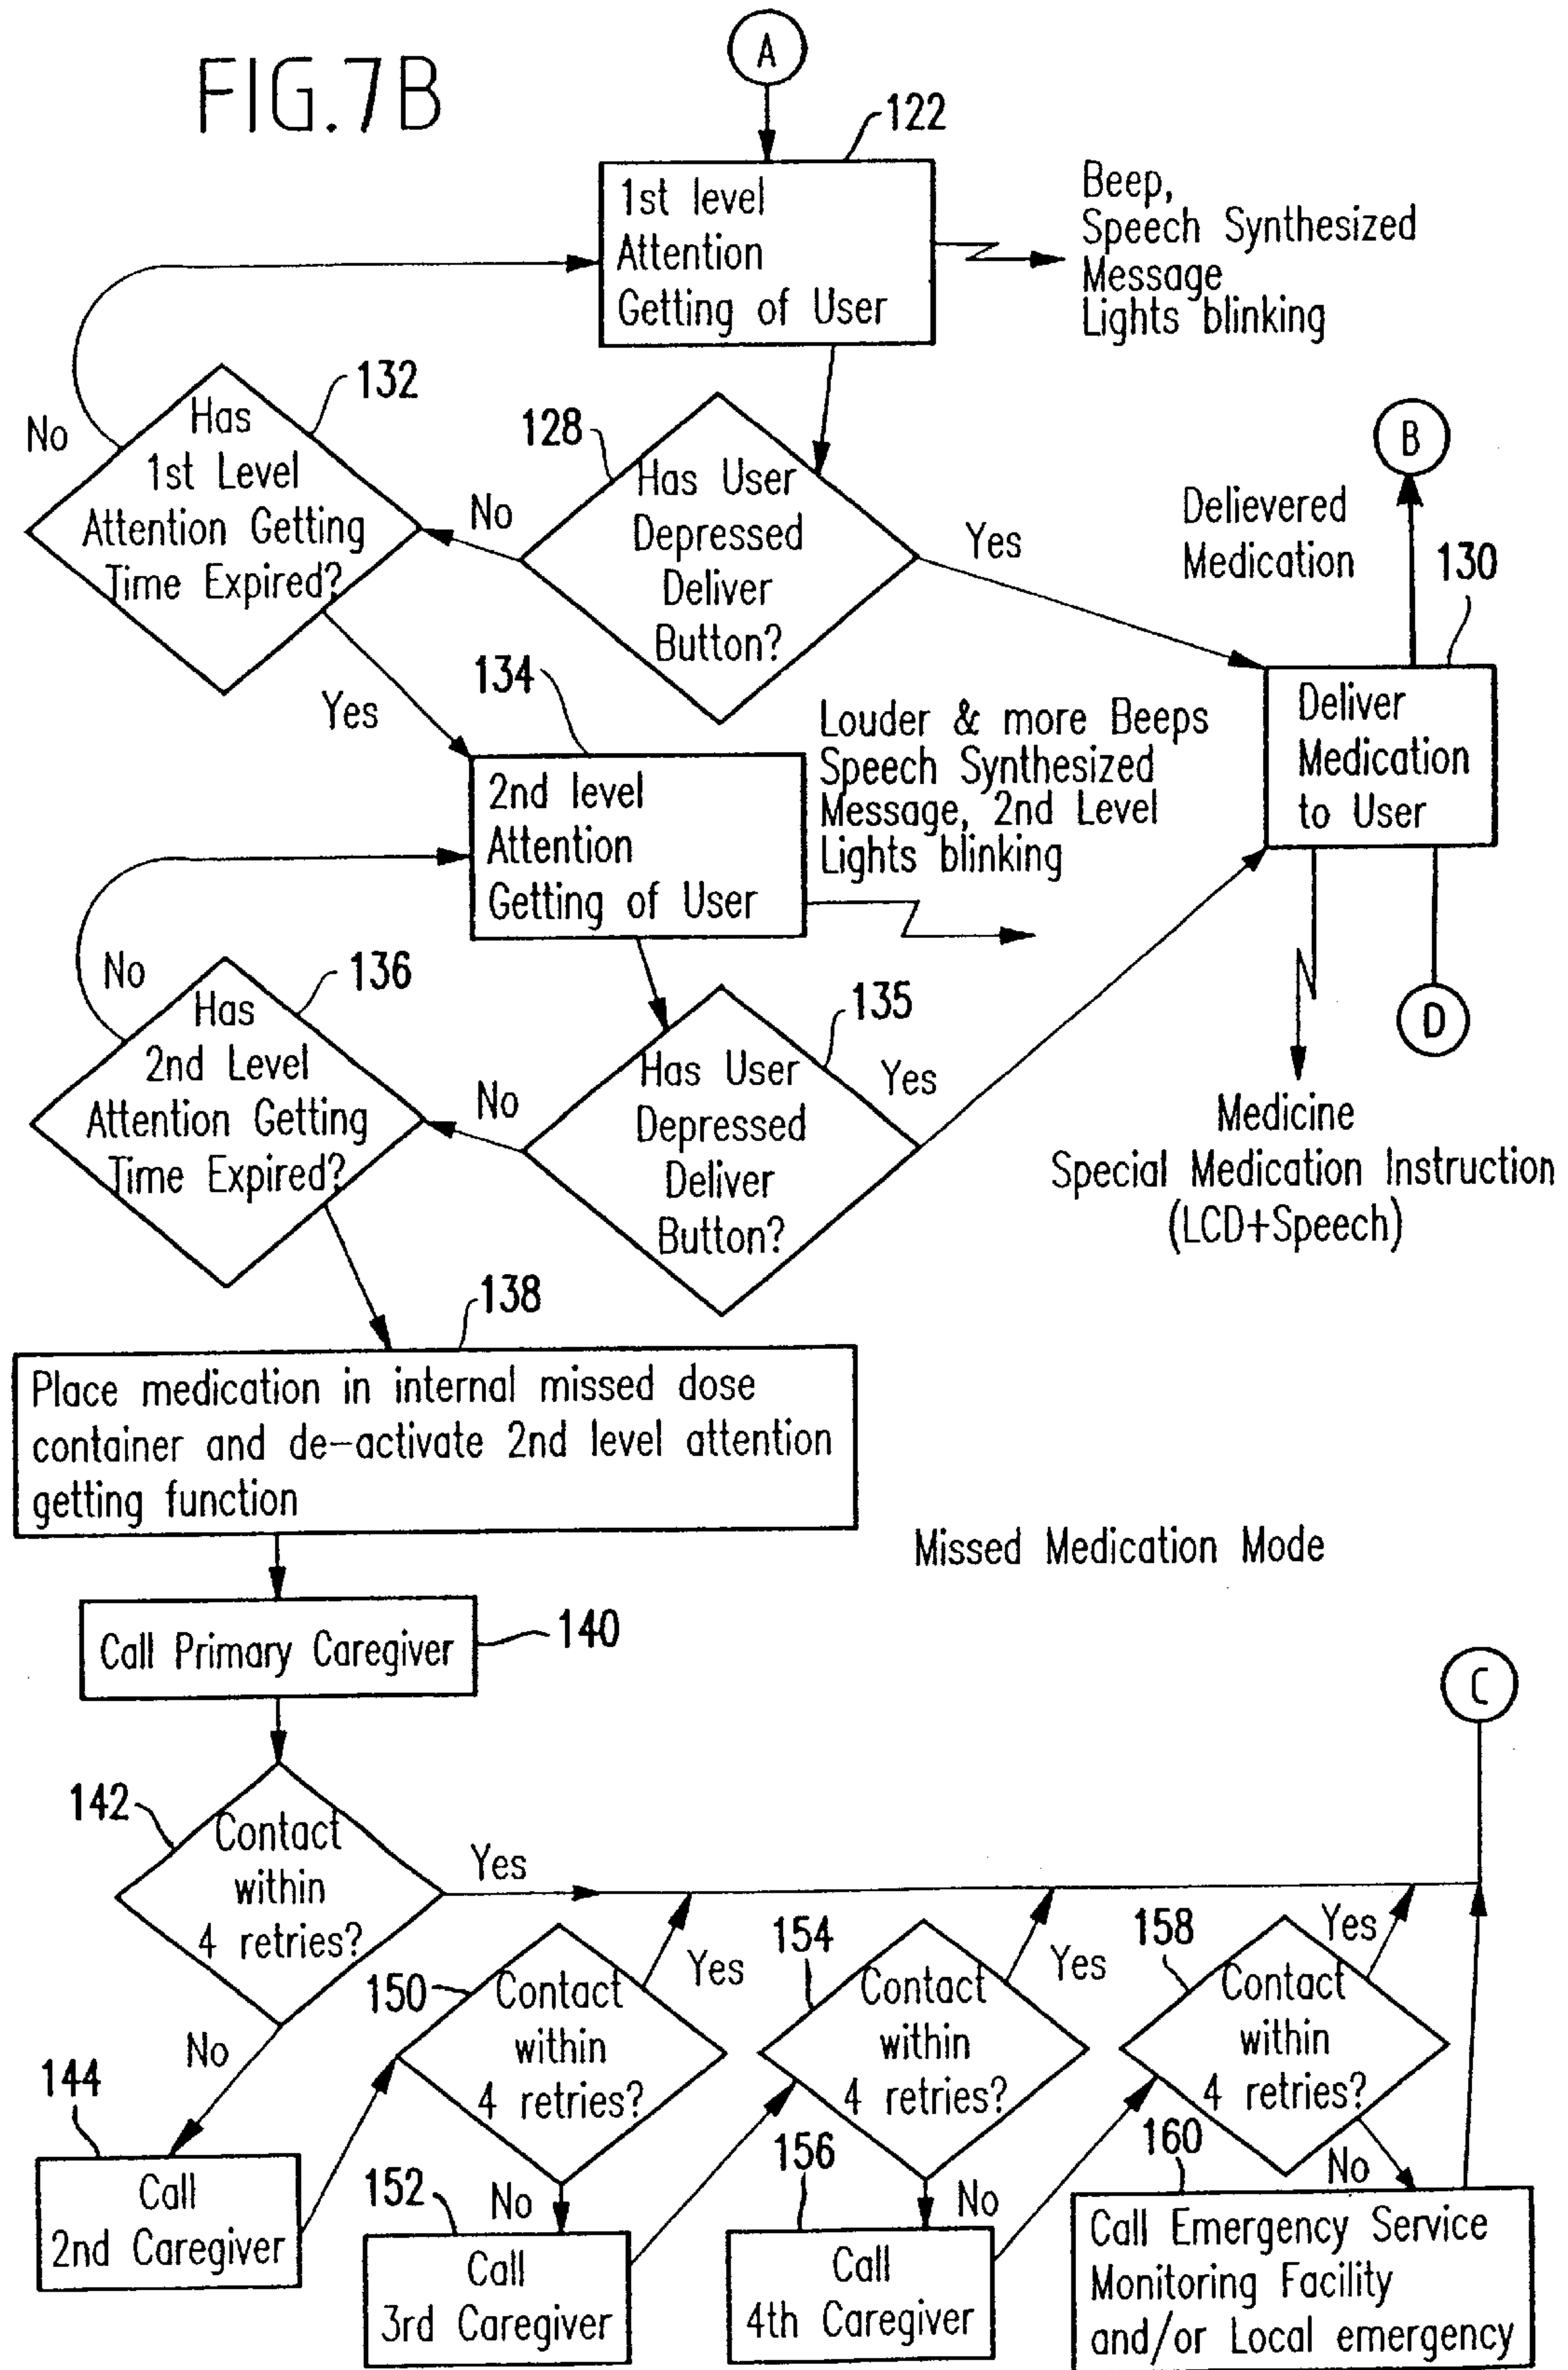 FIG.7B
A
122
1st level
Attention
Getting of User
Beep,
Speech Synthesized
Message
Lights blinking
132
Has
1st Level
Attention Getting
Time Expired?
No
Yes
128
Has User
Depressed
Deliver
Button?
No
Yes
B
Delievered
Medication
130
Deliver
Medication
to User
134
2nd level
Attention
Getting of User
Louder & more Beeps
Speech Synthesized
Message, 2nd Level
Lights blinking
D
Medicine
Special Medication Instruction
(LCD+Speech)
136
Has
2nd Level
Attention Getting
Time Expired?
No
135
Has User
Depressed
Deliver
Button?
No
Yes
138
Place medication in internal missed dose
container and de-activate 2nd level attention
getting function
Missed Medication Mode
Call Primary Caregiver
140
C
142
Contact
within
4 retries?
Yes
No
144
Call
2nd Caregiver
150
Contact
within
4 retries?
Yes
No
152
Call
3rd Caregiver
154
Contact
within
4 retries?
Yes
No
156
Call
4th Caregiver
158
Contact
within
4 retries?
Yes
No
160
Call Emergency Service
Monitoring Facility
and/or Local emergency